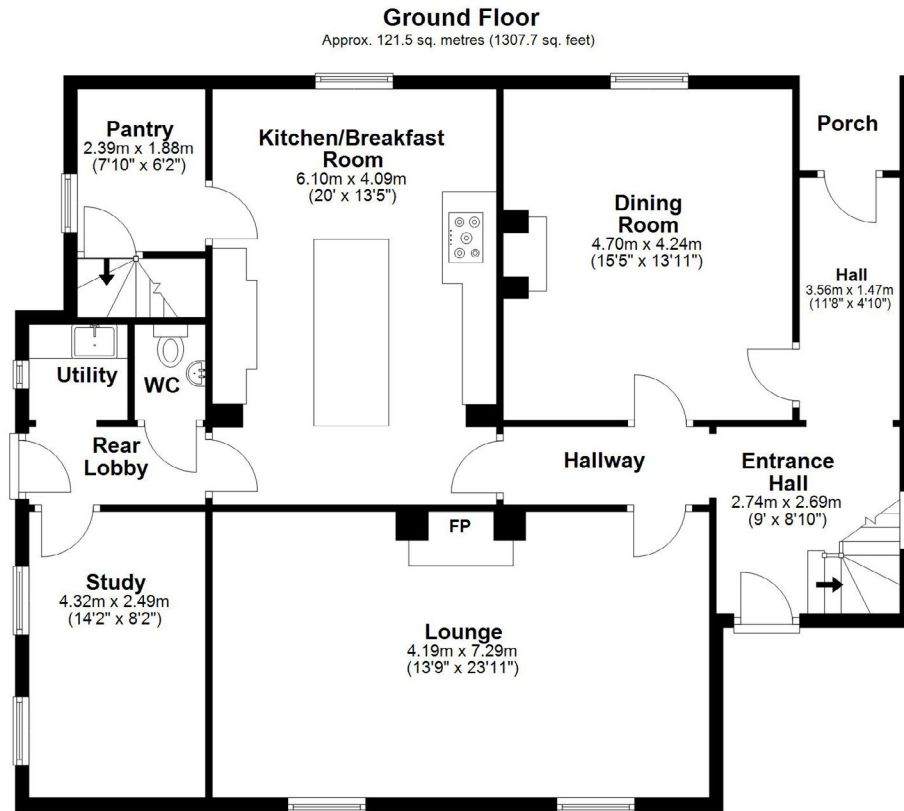 Ground Floor
Approx. 121.5 sq. metres (1307.7 sq. feet)
Pantry
2.39m x 1.88m
(7'10" x 6'2")
Kitchen/Breakfast
Room
6.10m x 4.09m
(20' x 13'5")
Dining
Room
4.70m x 4.24m
(15'5" x 13'11")
Porch
Hall
3.56m x 1.47m
(11'8" x 4'10")
Utility
WC
Rear
Lobby
Hallway
Entrance
Hall
2.74m x 2.69m
(9' x 8'10")
Study
4.32m x 2.49m
(14'2" x 8'2")
FP
Lounge
4.19m x 7.29m
(13'9" x 23'11")